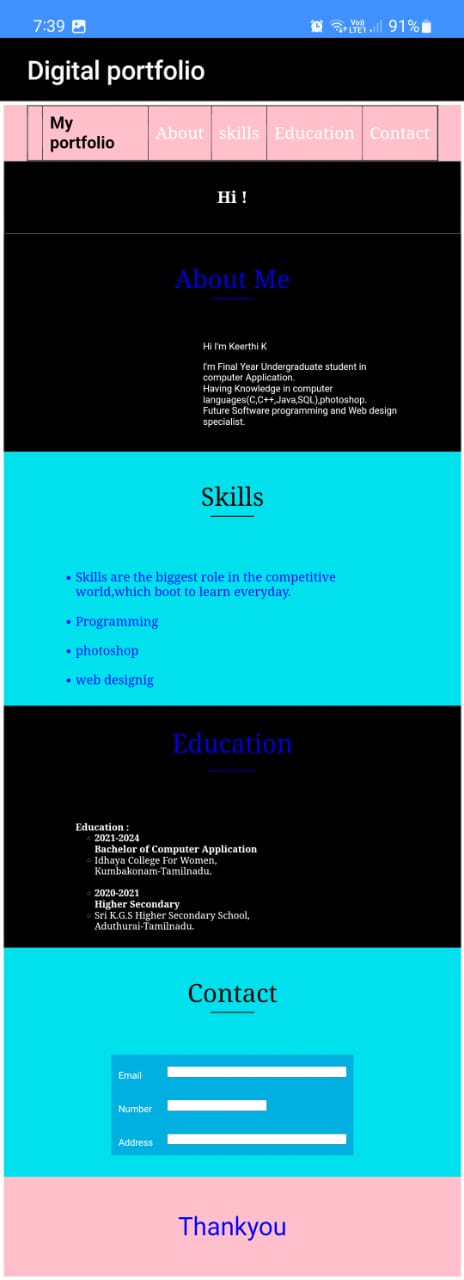 7:39 Vo)) LTE1 91%
Digital portfolio
My portfolio About skills Education Contact
Hi !
About Me
Hi I'm Keerthi K
I'm Final Year Undergraduate student in
computer Application.
Having Knowledge in computer
languages(C,C++,Java,SQL),photoshop.
Future Software programming and Web design
specialist.
Skills
• Skills are the biggest role in the competitive
world,which boot to learn everyday.
• Programming
• photoshop
• web designig
Education
Education :
2021-2024
Bachelor of Computer Application
Idhaya College For Women,
Kumbakonam-Tamilnadu.
2020-2021
Higher Secondary
Sri K.G.S Higher Secondary School,
Aduthurai-Tamilnadu.
Contact
Email
Number
Address
Thankyou